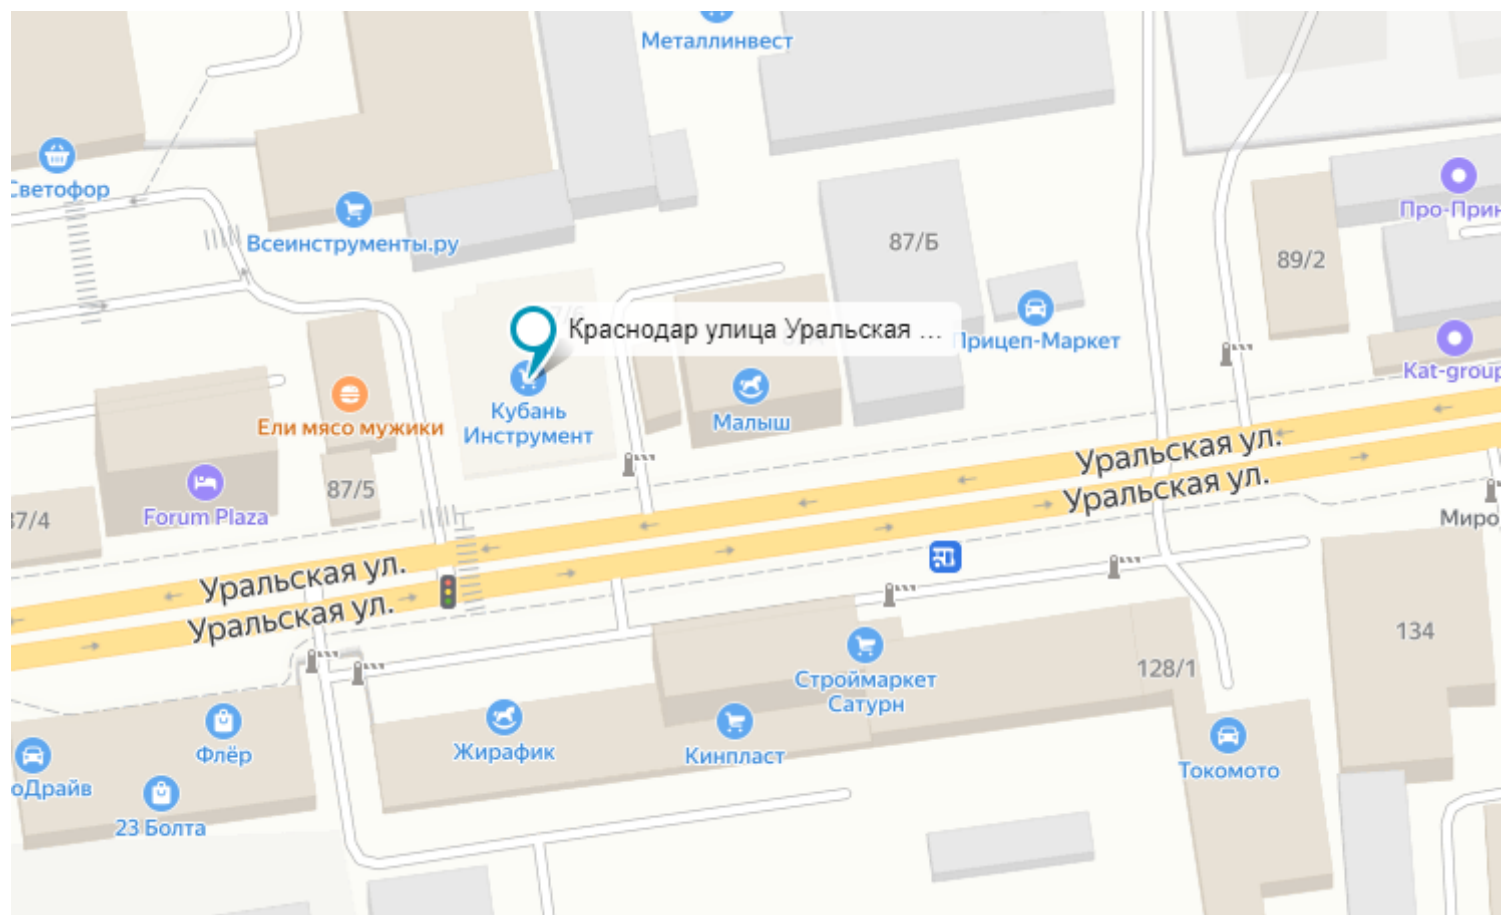 Металлинвест
Светофор
Всеинструменты.ру
Про-Прин
87/Б
89/2
Краснодар улица Уральская ...
Прицеп-Маркет
Kat-group
Кубань
Инструмент
Малыш
Ели мясо мужики
87/5
Forum Plaza
37/4
Уральская ул.
Уральская ул.
Миро
Уральская ул.
Уральская ул.
134
128/1
Строймаркет
Сатурн
Флёр
Жирафик
Кинпласт
Токомото
оДрайв
23 Болта